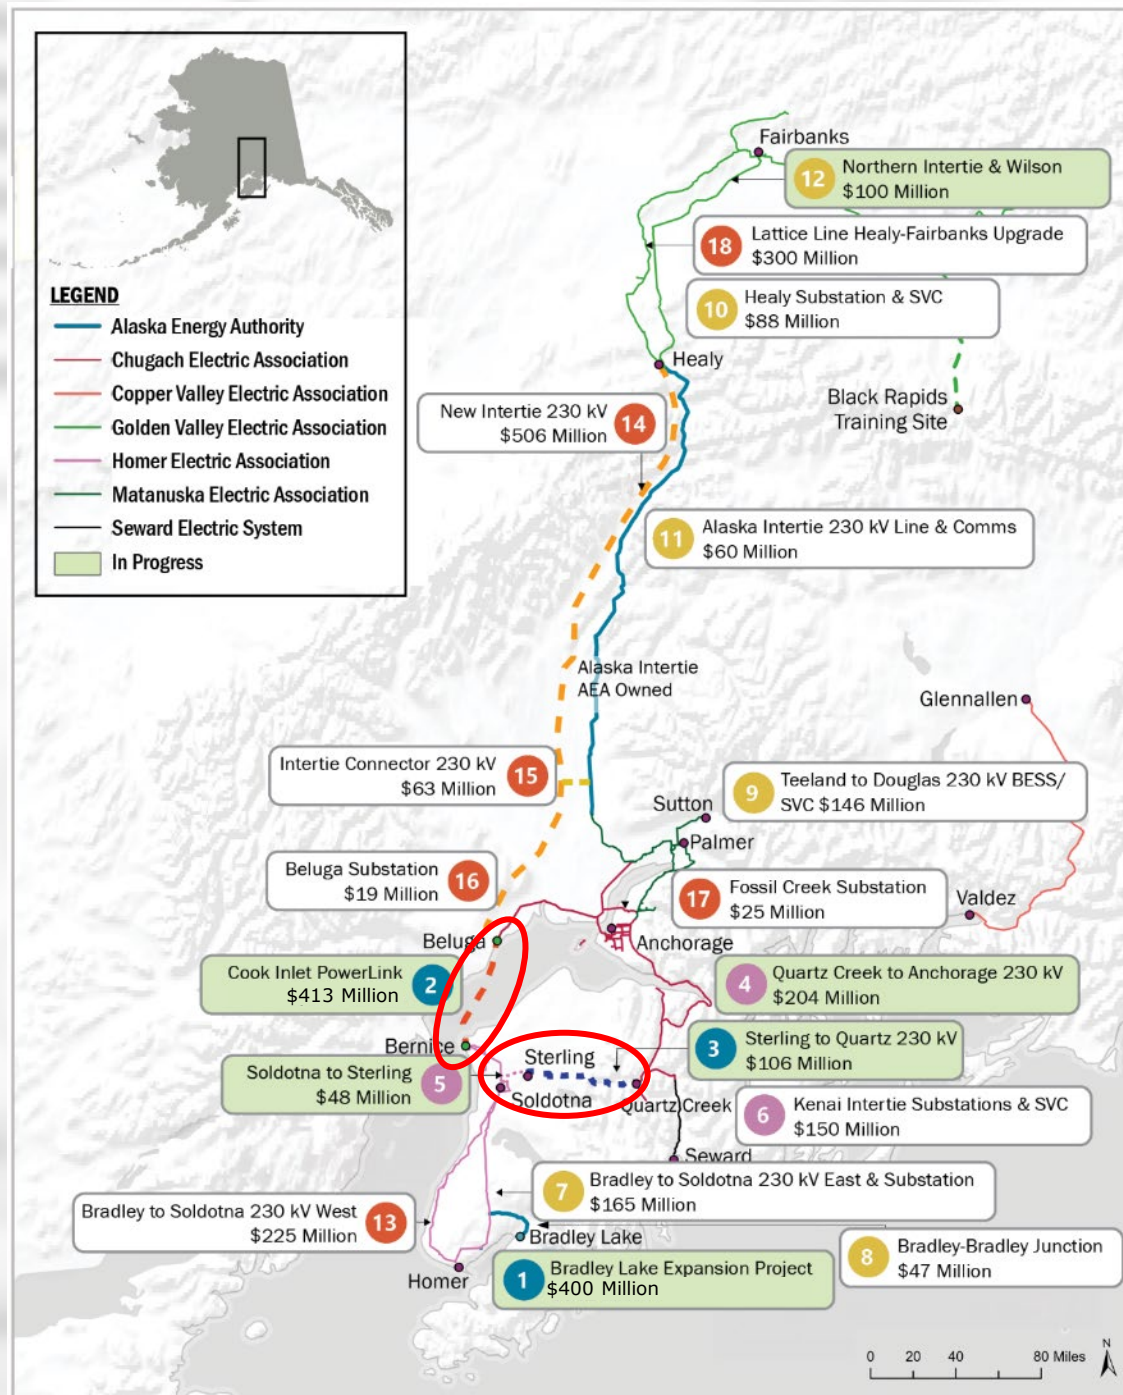 LEGEND
Alaska Energy Authority
Chugach Electric Association
Copper Valley Electric Association
Golden Valley Electric Association
Homer Electric Association
Matanuska Electric Association
Seward Electric System
In Progress
Fairbanks
12
Northern Intertie & Wilson
$100 Million
18
Lattice Line Healy-Fairbanks Upgrade
$300 Million
10
Healy Substation & SVC
$88 Million
Healy
Black Rapids
Training Site
New Intertie 230 kV
$506 Million
14
11
Alaska Intertie 230 kV Line & Comms
$60 Million
Alaska Intertie
AEA Owned
Glennallen
Intertie Connector 230 kV
$63 Million
15
9
Teeland to Douglas 230 kV BESS/
SVC $146 Million
Sutton
Palmer
Beluga Substation
$19 Million
16
17
Fossil Creek Substation
$25 Million
Valdez
Beluga
Anchorage
Cook Inlet PowerLink
$413 Million
2
4
Quartz Creek to Anchorage 230 kV
$204 Million
Bernice
3
Sterling to Quartz 230 kV
$106 Million
Sterling
Soldotna to Sterling
$48 Million
5
Soldotna
Quartz Creek
6
Kenai Intertie Substations & SVC
$150 Million
Seward
7
Bradley to Soldotna 230 kV East & Substation
$165 Million
Bradley to Soldotna 230 kV West
$225 Million
13
Bradley Lake
8
Bradley-Bradley Junction
$47 Million
Homer
1
Bradley Lake Expansion Project
$400 Million
N
0 20 40 80 Miles